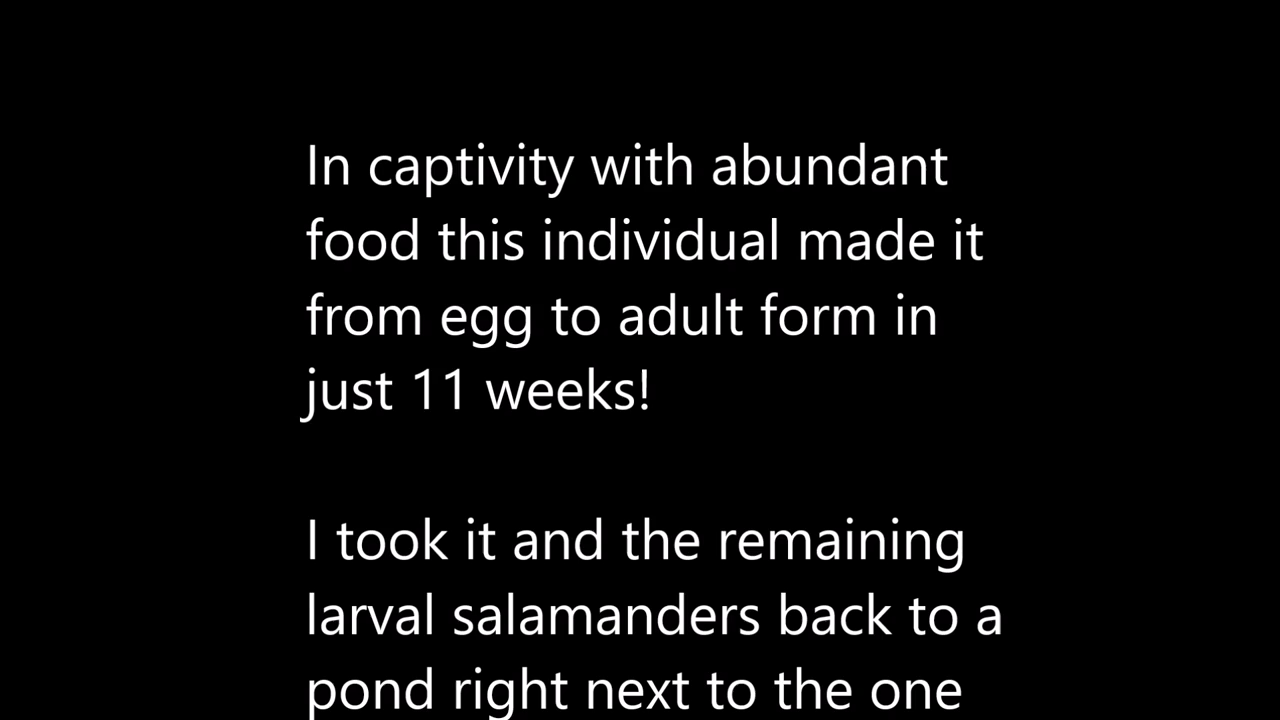 In captivity with abundant
food this individual made it
from egg to adult form in
just 11 weeks!
I took it and the remaining
larval salamanders back to a
pond right next to the one